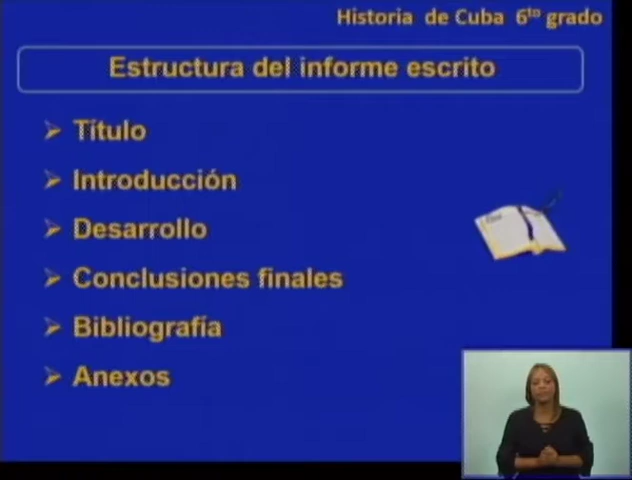 Historia de Cuba 6to grado
Estructura del informe escrito
Título
Introducción
Desarrollo
Conclusiones finales
Bibliografía
Anexos